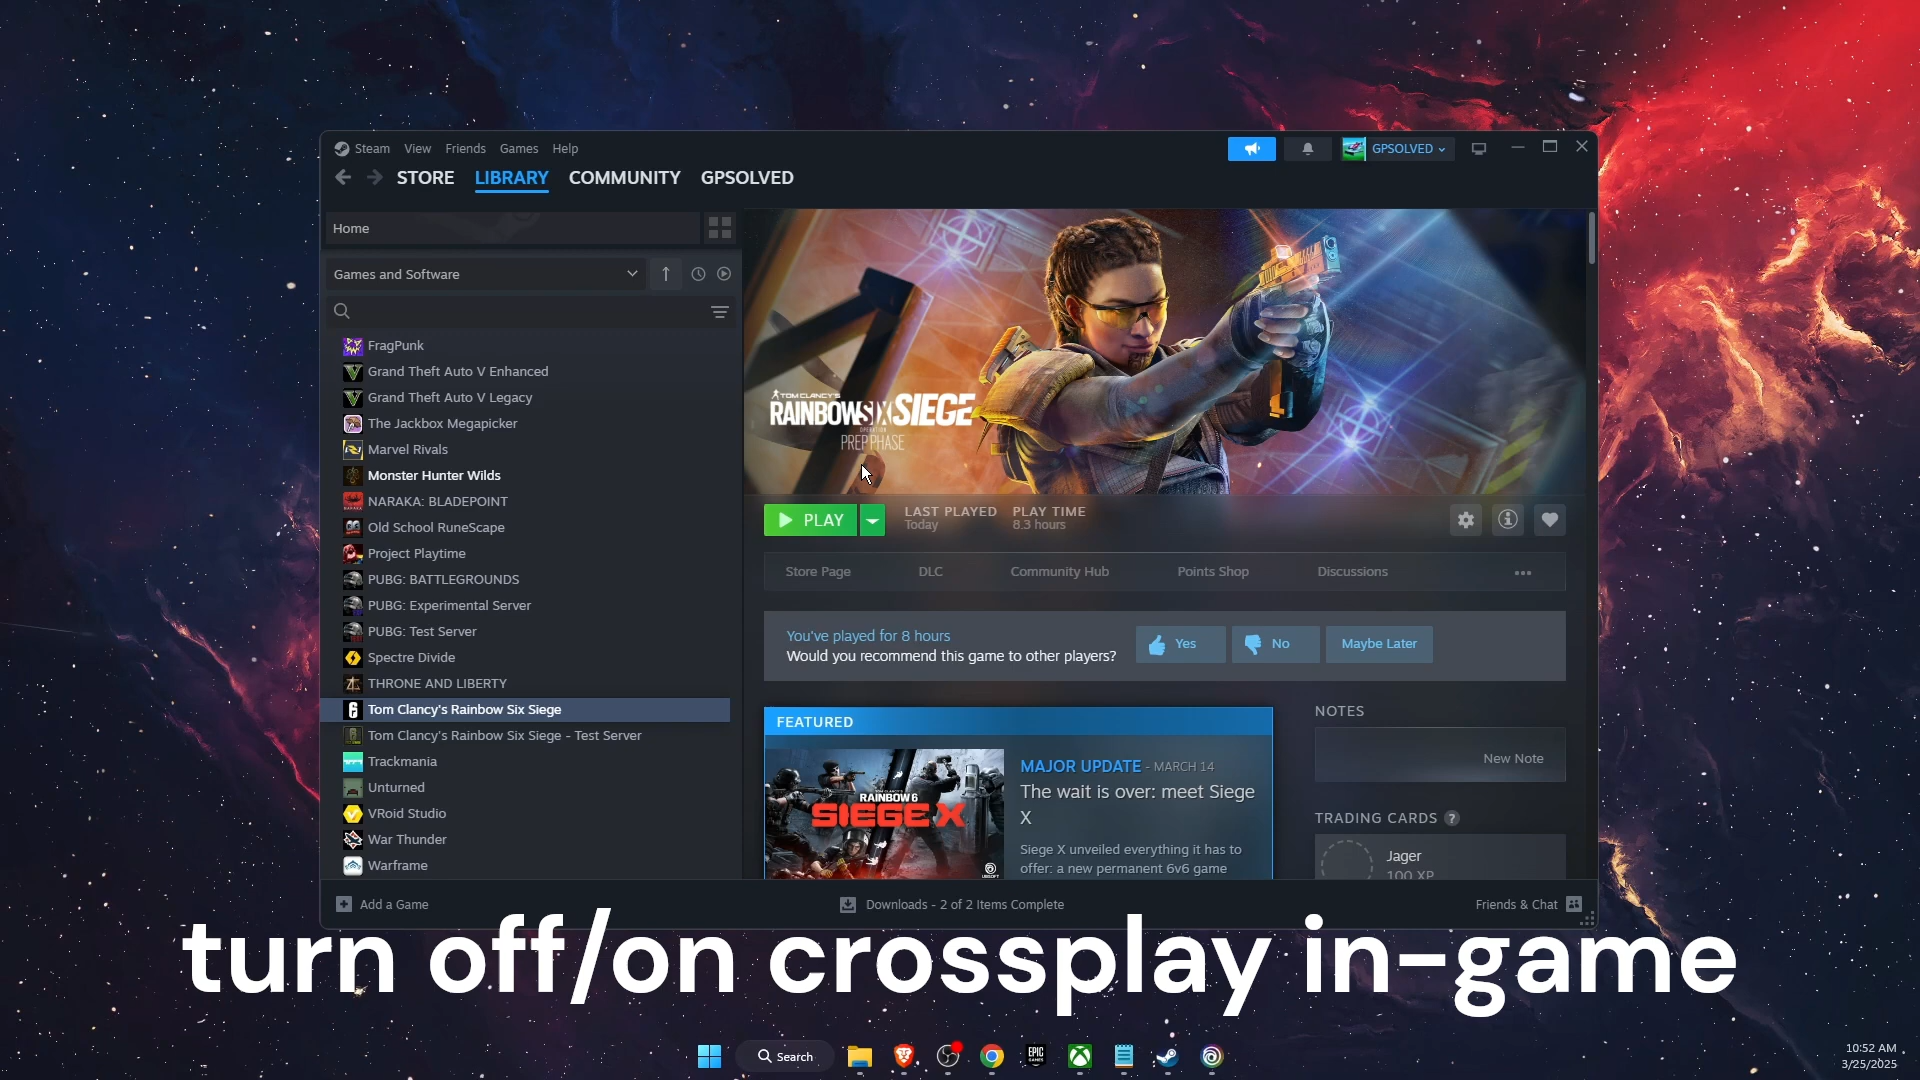 Steam View Friends Games Help
GPSOLVED
STORE LIBRARY COMMUNITY GPSOLVED
Home
Games and Software
FragPunk
Grand Theft Auto V Enhanced
Grand Theft Auto V Legacy
The Jackbox Megapicker
Marvel Rivals
Monster Hunter Wilds
NARAKA: BLADEPOINT
Old School RuneScape
Project Playtime
PUBG: BATTLEGROUNDS
PUBG: Experimental Server
PUBG: Test Server
Spectre Divide
THRONE AND LIBERTY
Tom Clancy's Rainbow Six Siege
Tom Clancy's Rainbow Six Siege - Test Server
Trackmania
Unturned
VRoid Studio
War Thunder
Warframe
TOM CLANCY'S
RAINBOW SIX SIEGE
OPERATION
PREP PHASE
PLAY
LAST PLAYED
Today
PLAY TIME
8.3 hours
Store Page DLC Community Hub Points Shop Discussions
You've played for 8 hours
Would you recommend this game to other players?
Yes No Maybe Later
FEATURED
RAINBOW6
SIEGE X
UBISOFT
MAJOR UPDATE - MARCH 14
The wait is over: meet Siege
X
Siege X unveiled everything it has to
offer: a new permanent 6v6 game
NOTES
New Note
TRADING CARDS ?
Jager
100 XP
Add a Game
Downloads - 2 of 2 Items Complete
Friends & Chat
turn off/on crossplay in-game
Search
EPIC
GAMES
10:52 AM
3/25/2025